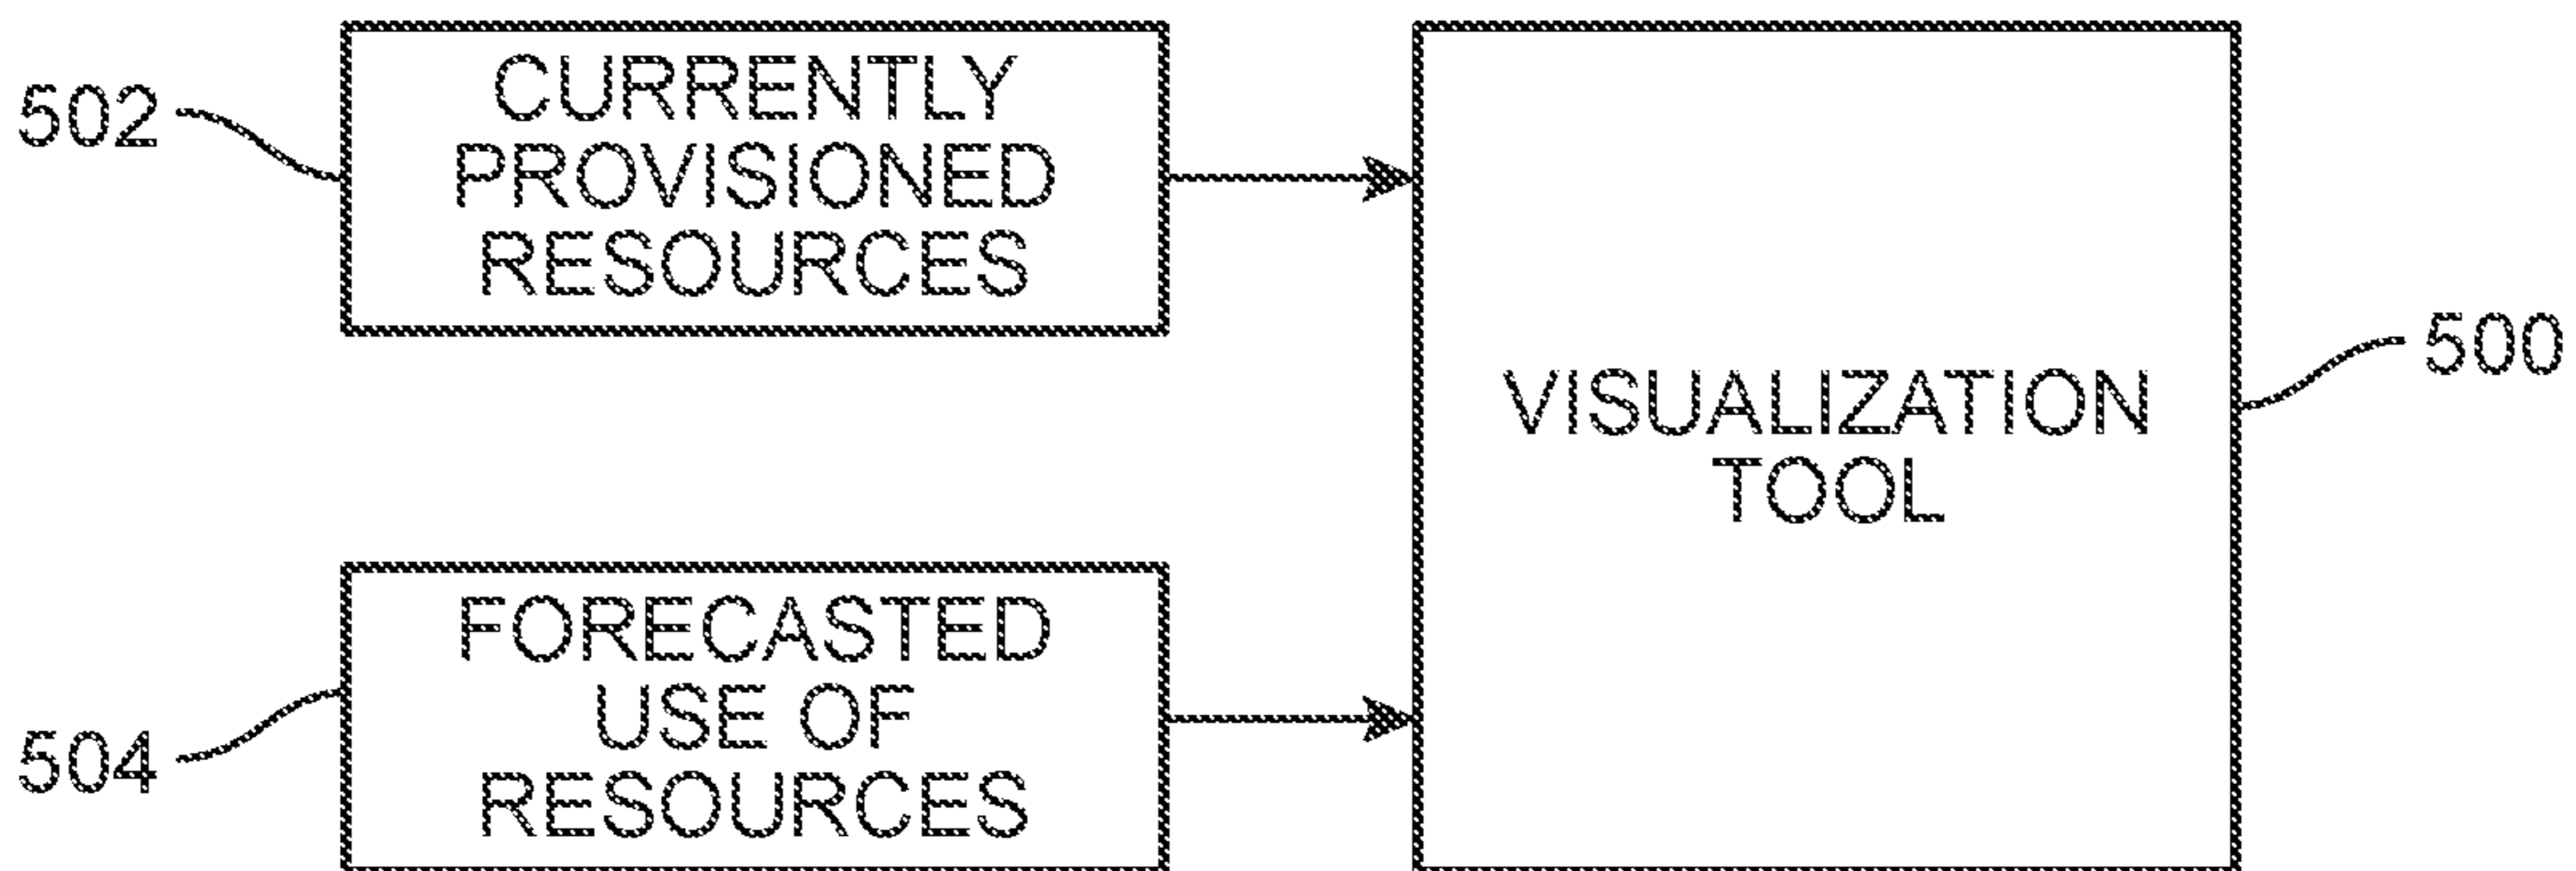 502
CURRENTLY
PROVISIONED
RESOURCES
VISUALIZATION
TOOL
500
504
FORECASTED
USE OF
RESOURCES